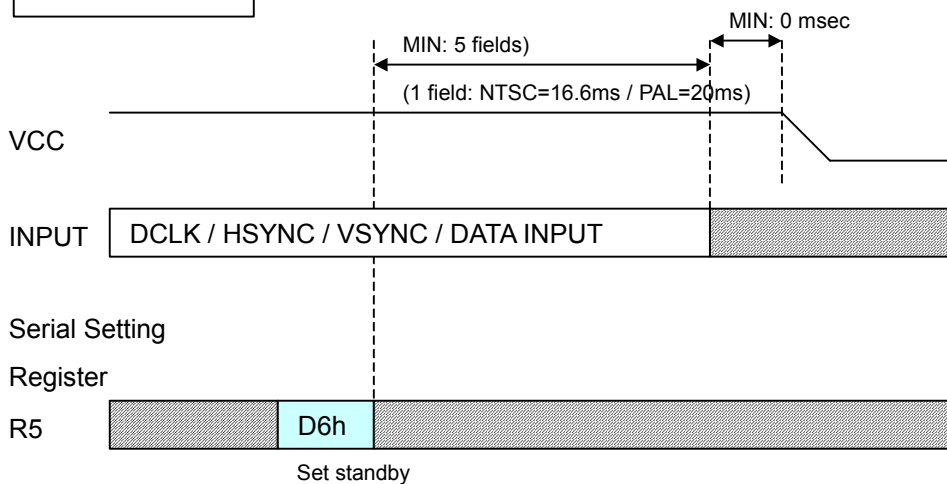 MIN: 0 msec
MIN: 5 fields)
(1 field: NTSC=16.6ms / PAL=20ms)
VCC
INPUT DCLK / HSYNC / VSYNC / DATA INPUT
Serial Setting
Register
R5 D6h
Set standby